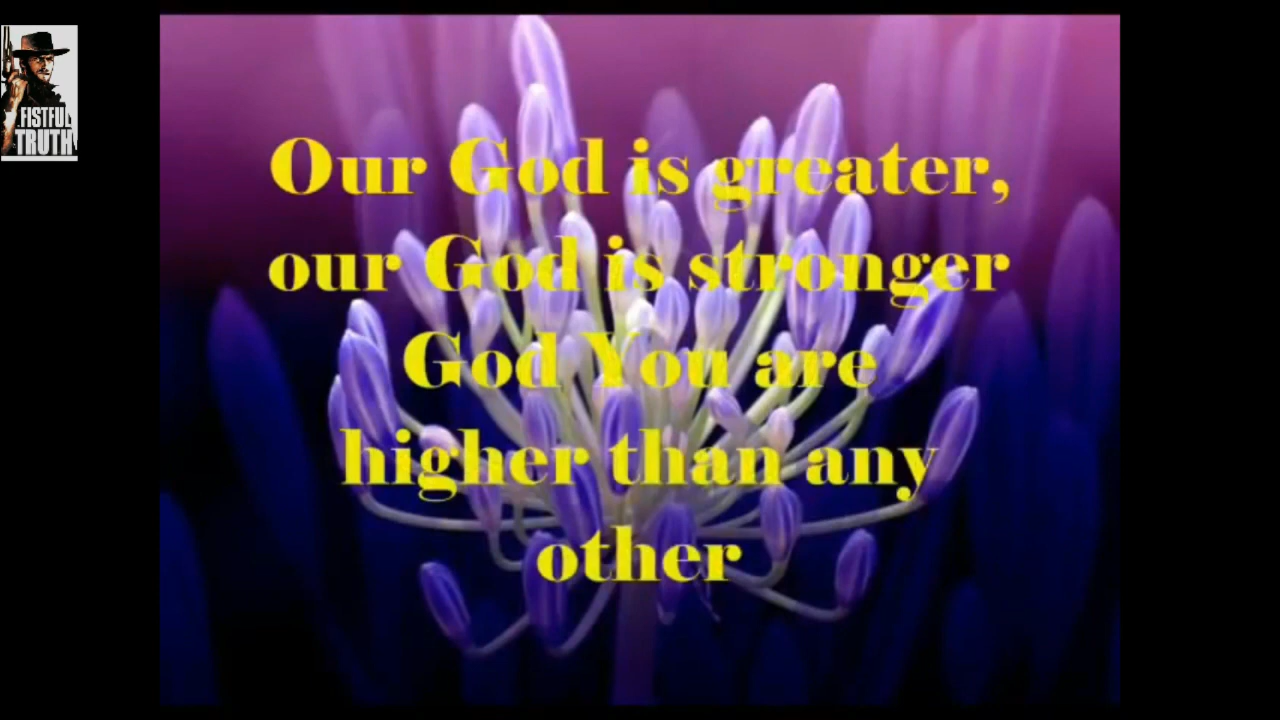 FISTFUL
TRUTH
Our God is greater,
our God is stronger
God You are
higher than any
other